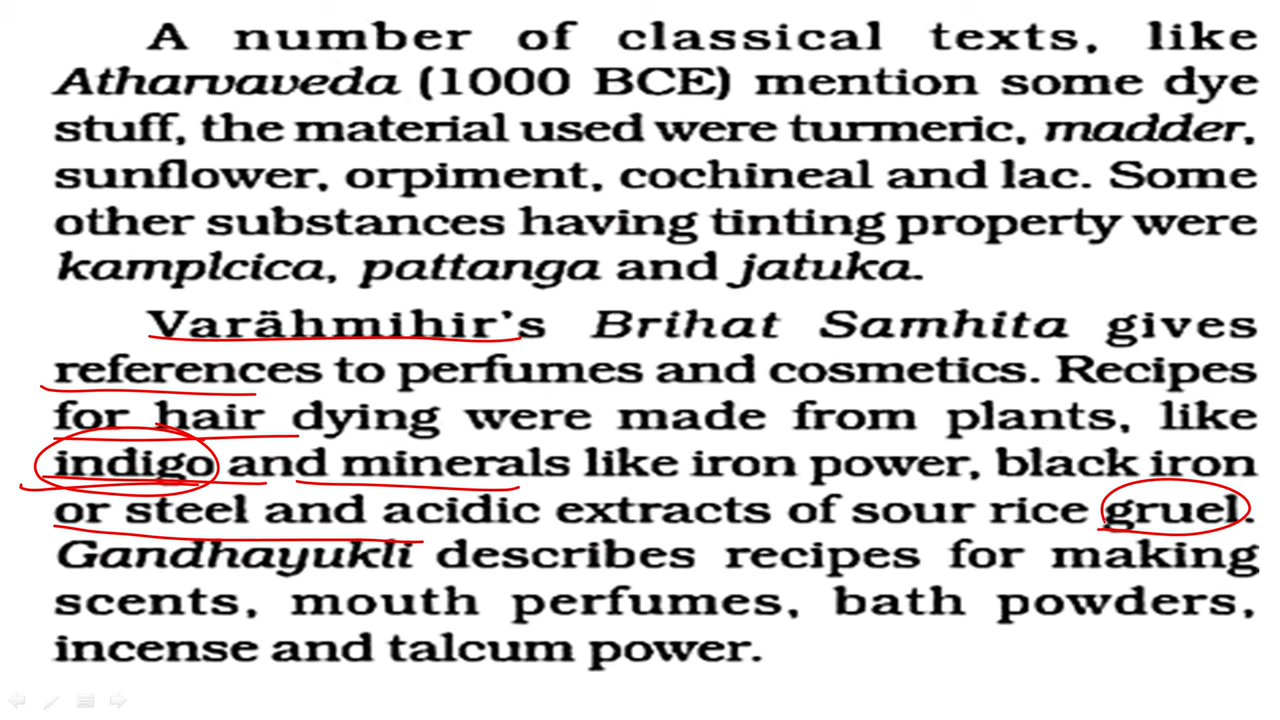 A number of classical texts, like
Atharvaveda (1000 BCE) mention some dye
stuff, the material used were turmeric, madder,
sunflower, orpiment, cochineal and lac. Some
other substances having tinting property were
kamplcica, pattanga and jatuka.
Varähmihir's Brihat Samhita gives
references to perfumes and cosmetics. Recipes
for hair dying were made from plants, like
indigo and minerals like iron power, black iron
or steel and acidic extracts of sour rice gruel.
Gandhayukli describes recipes for making
scents, mouth perfumes, bath powders,
incense and talcum power.